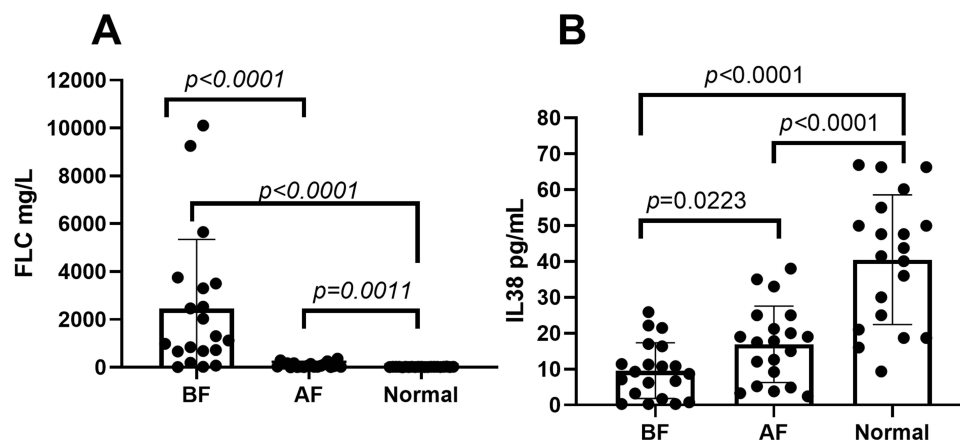 A
FLC mg/L
12000
10000
8000
6000
4000
2000
0
p<0.0001
p<0.0001
p=0.0011
BF AF Normal
B
IL38 pg/mL
80
70
60
50
40
30
20
10
0
p<0.0001
p<0.0001
p=0.0223
BF AF Normal